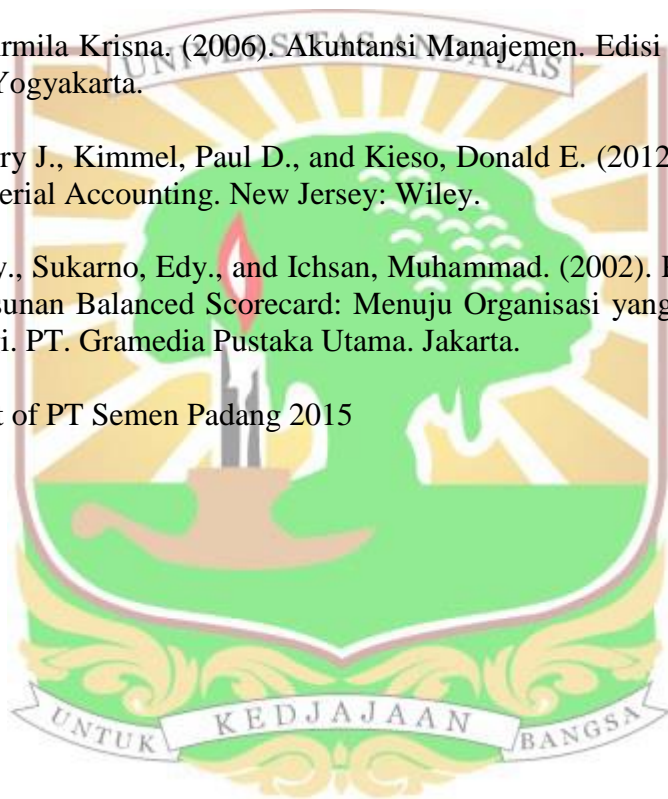 rmila Krisna. (2006). Akuntansi Manajemen. Edisi
UNIVERSITAS ANDALAS
Yogyakarta.
ry J., Kimmel, Paul D., and Kieso, Donald E. (2012
erial Accounting. New Jersey: Wiley.
y., Sukarno, Edy., and Ichsan, Muhammad. (2002).
sunan Balanced Scorecard: Menuju Organisasi yang
i. PT. Gramedia Pustaka Utama. Jakarta.
t of PT Semen Padang 2015
UNTUK KEDJAJAAN BANGSA